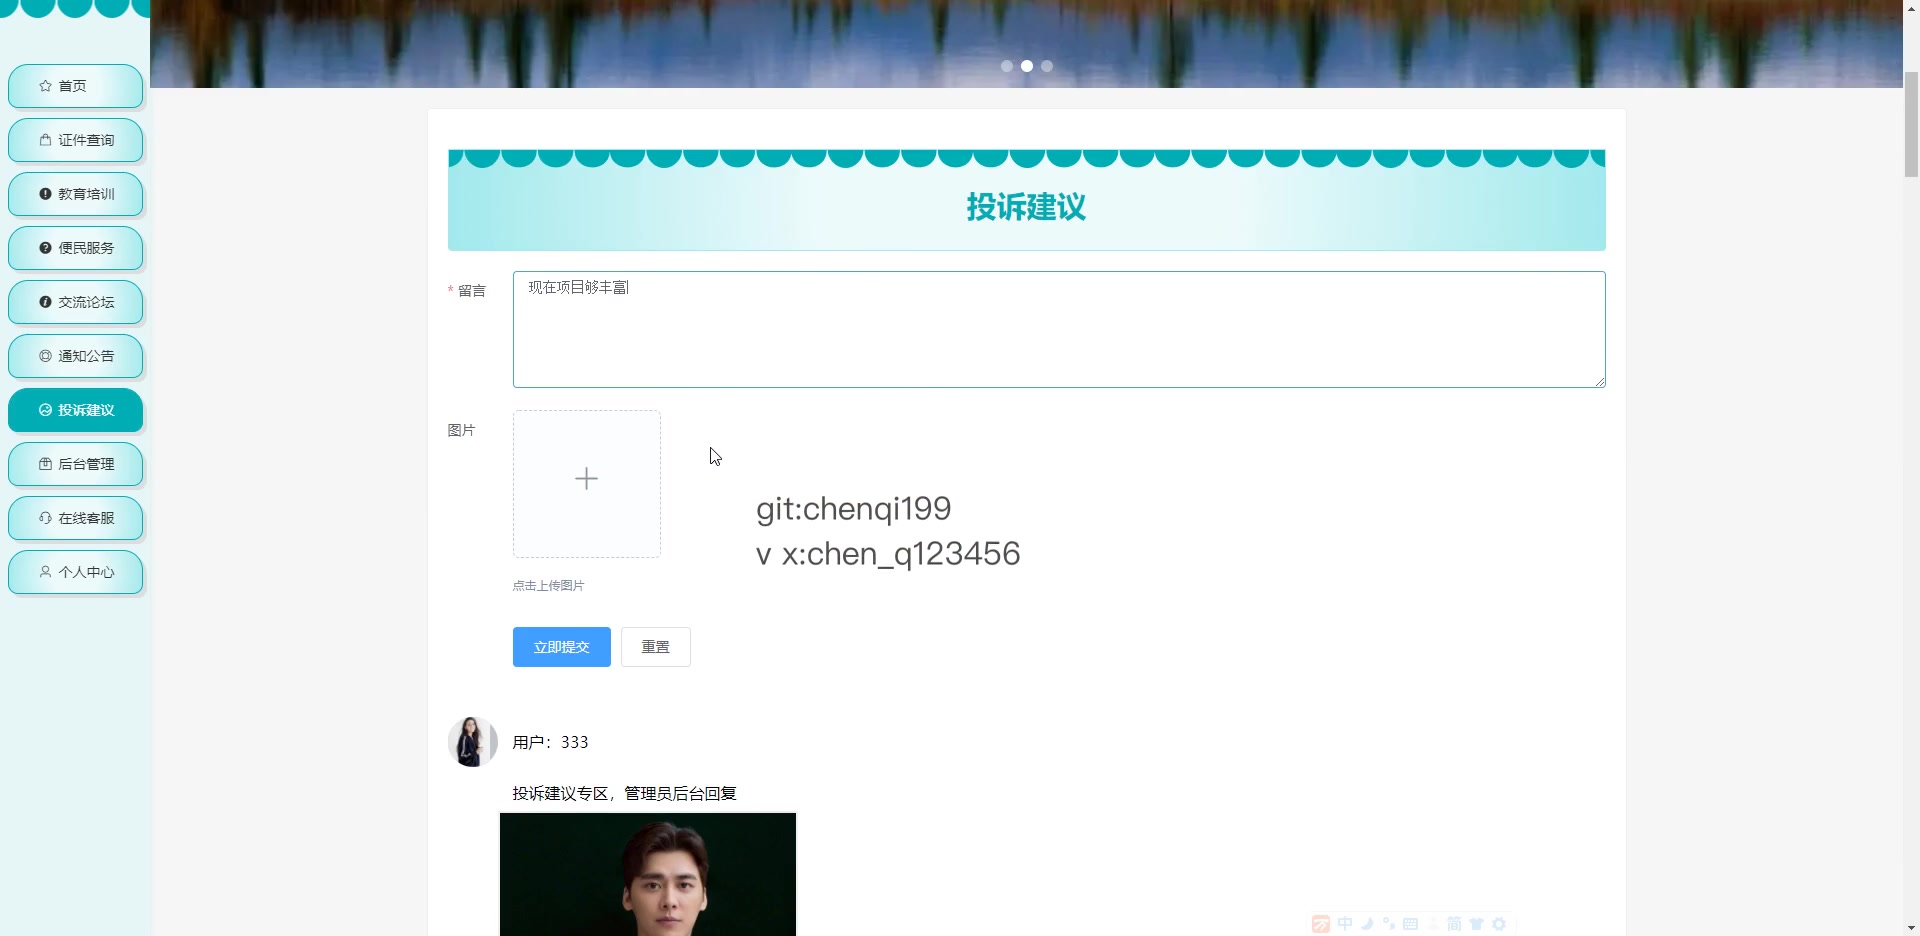 首页
证件查询
教育培训
便民服务
交流论坛
通知公告
投诉建议
后台管理
在线客服
个人中心
投诉建议
* 留言
现在项目够丰富
图片
点击上传图片
git:chenqi199
v x:chen_q123456
立即提交
重置
用户：333
投诉建议专区，管理员后台回复
中
简